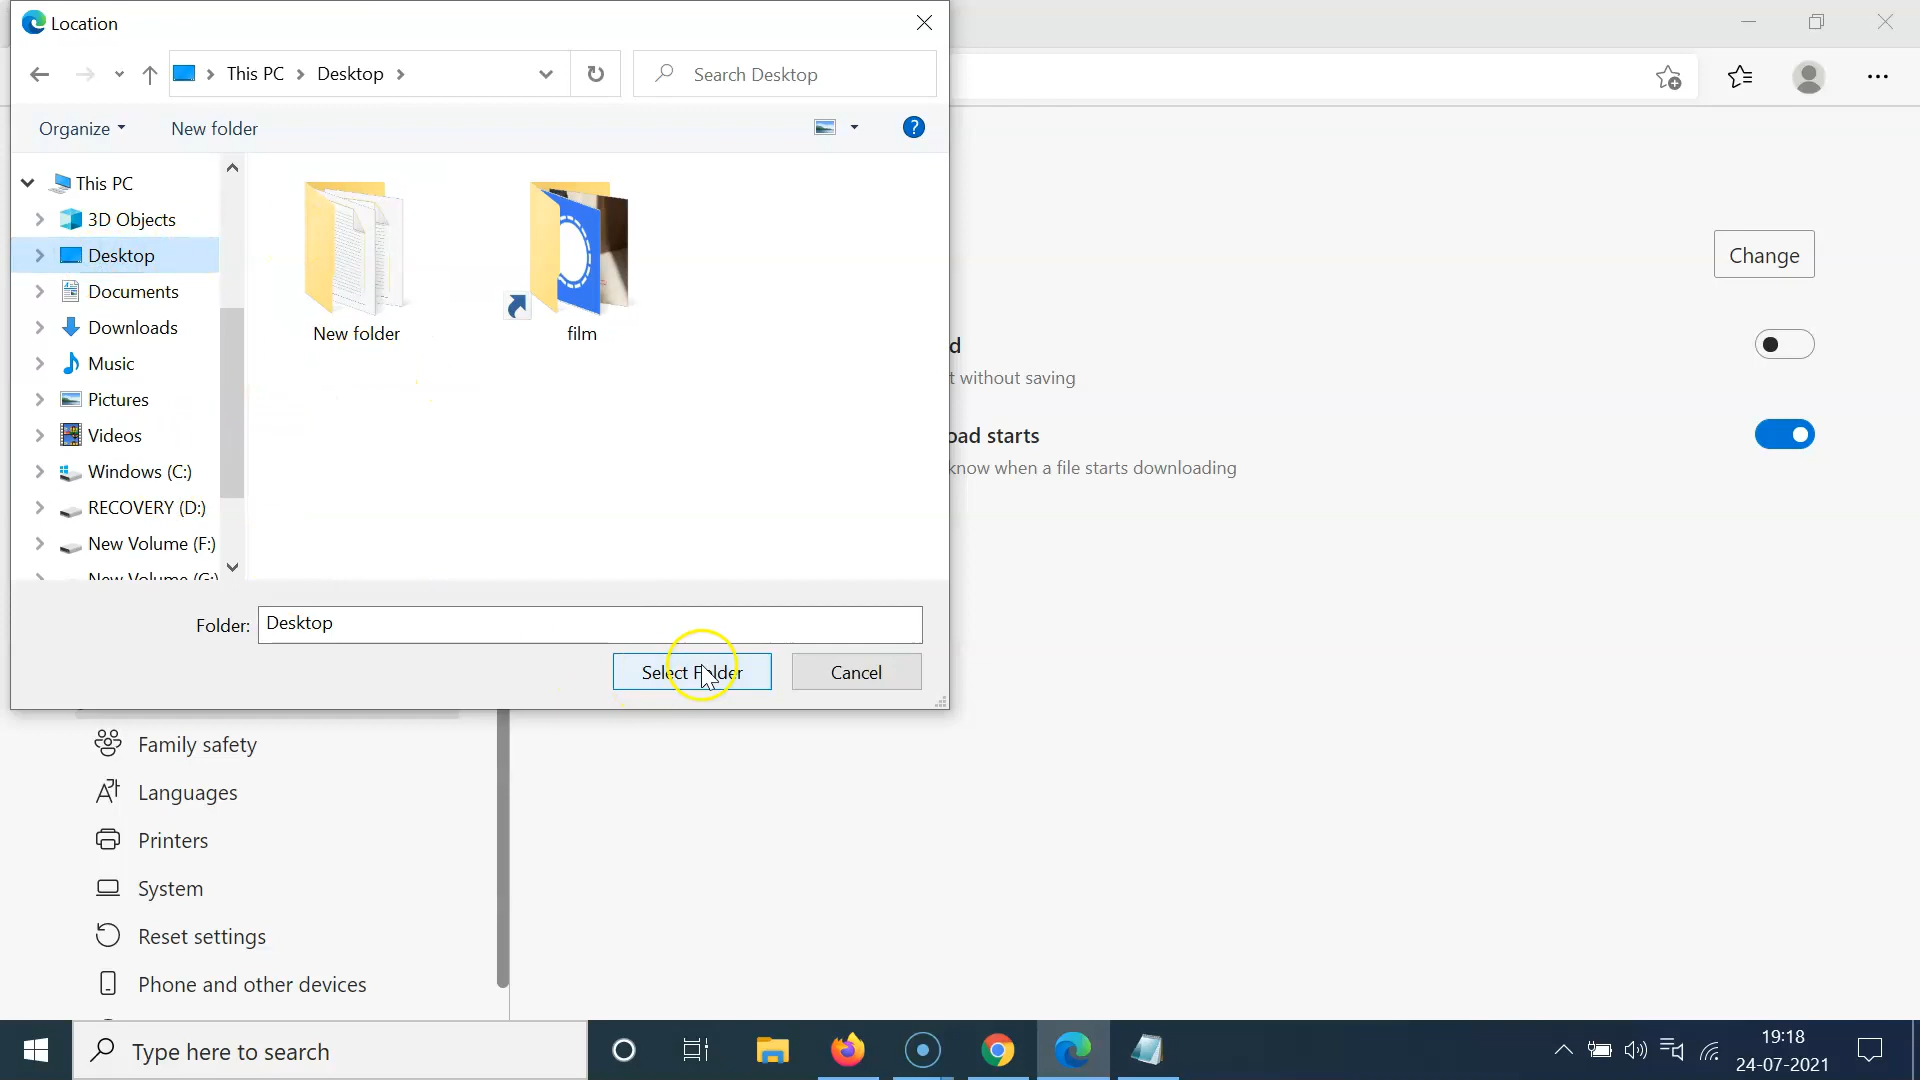 Location
This PC
Desktop
Search Desktop
Organize
New folder
This PC
3D Objects
Desktop
Documents
Downloads
Music
Pictures
Videos
Windows (C:)
RECOVERY (D:)
New Volume (F:)
New Volume (G:)
New folder
film
Folder:
Desktop
Select Folder
Cancel
Change
d
t without saving
oad starts
know when a file starts downloading
Family safety
Languages
Printers
System
Reset settings
Phone and other devices
Type here to search
19:18
24-07-2021